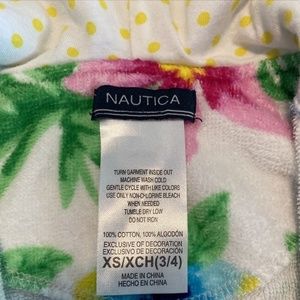 NAUTICA
TURN GARMENT INSIDE OUT
MACHINE WASH COLD
GENTLE CYCLE WITH LIKE COLORS
USE ONLY NON-CHLORINE BLEACH
WHEN NEEDED
TUMBLE DRY LOW
DO NOT IRON
100% COTTON, 100% ALGODÓN
EXCLUSIVE OF DECORATION
EXCLUSIVO DE DECORATION
XS/XCH(3/4)
MADE IN CHINA
HECHO EN CHINA